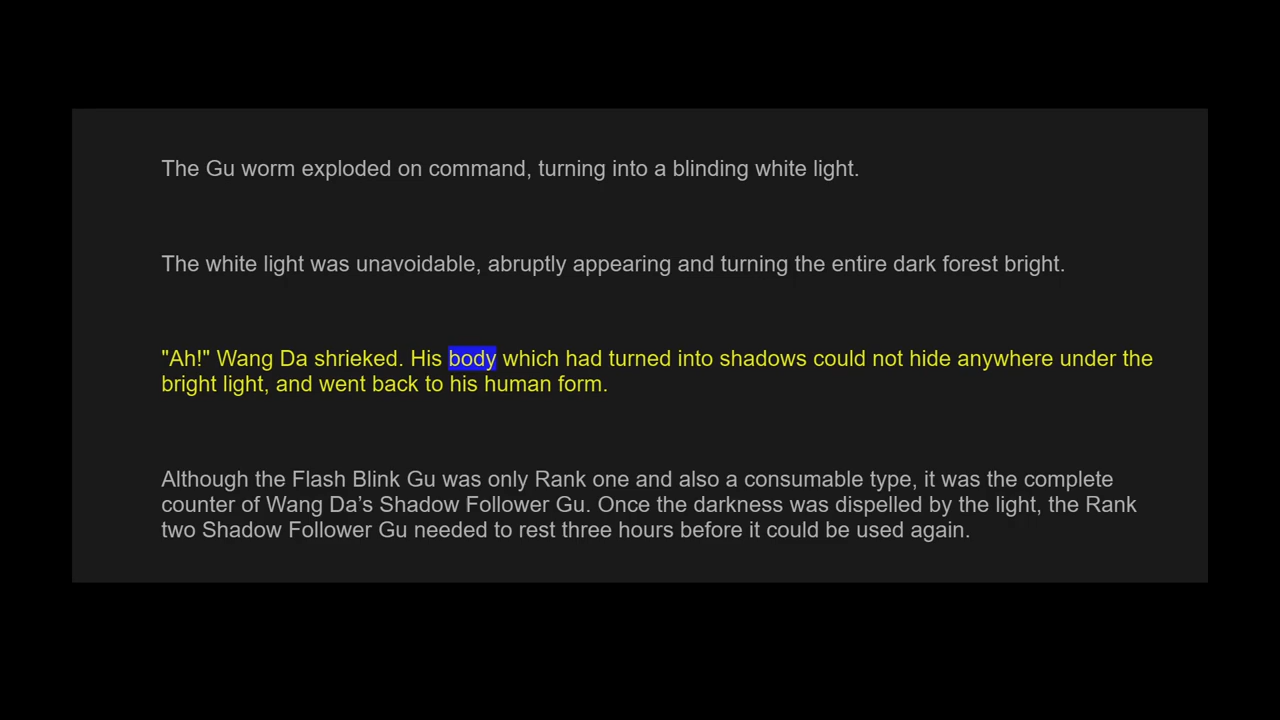 The Gu worm exploded on command, turning into a blinding white light.
The white light was unavoidable, abruptly appearing and turning the entire dark forest bright.
"Ah!" Wang Da shrieked. His body which had turned into shadows could not hide anywhere under the
bright light, and went back to his human form.
Although the Flash Blink Gu was only Rank one and also a consumable type, it was the complete
counter of Wang Da’s Shadow Follower Gu. Once the darkness was dispelled by the light, the Rank
two Shadow Follower Gu needed to rest three hours before it could be used again.